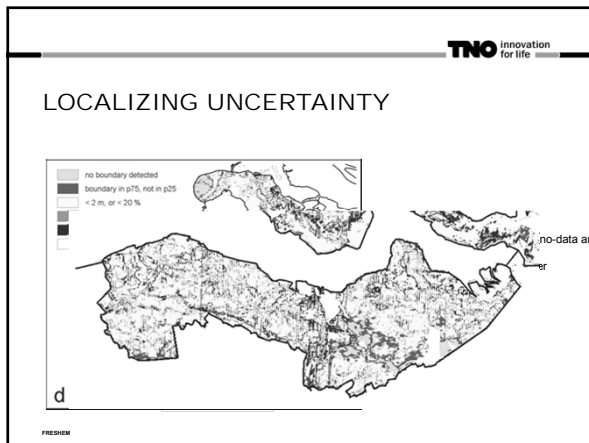 TNO innovation
for life
LOCALIZING UNCERTAINTY
no boundary detected
boundary in p75, not in p25
< 2 m, or < 20 %
no-data
er
d
FRESHEM